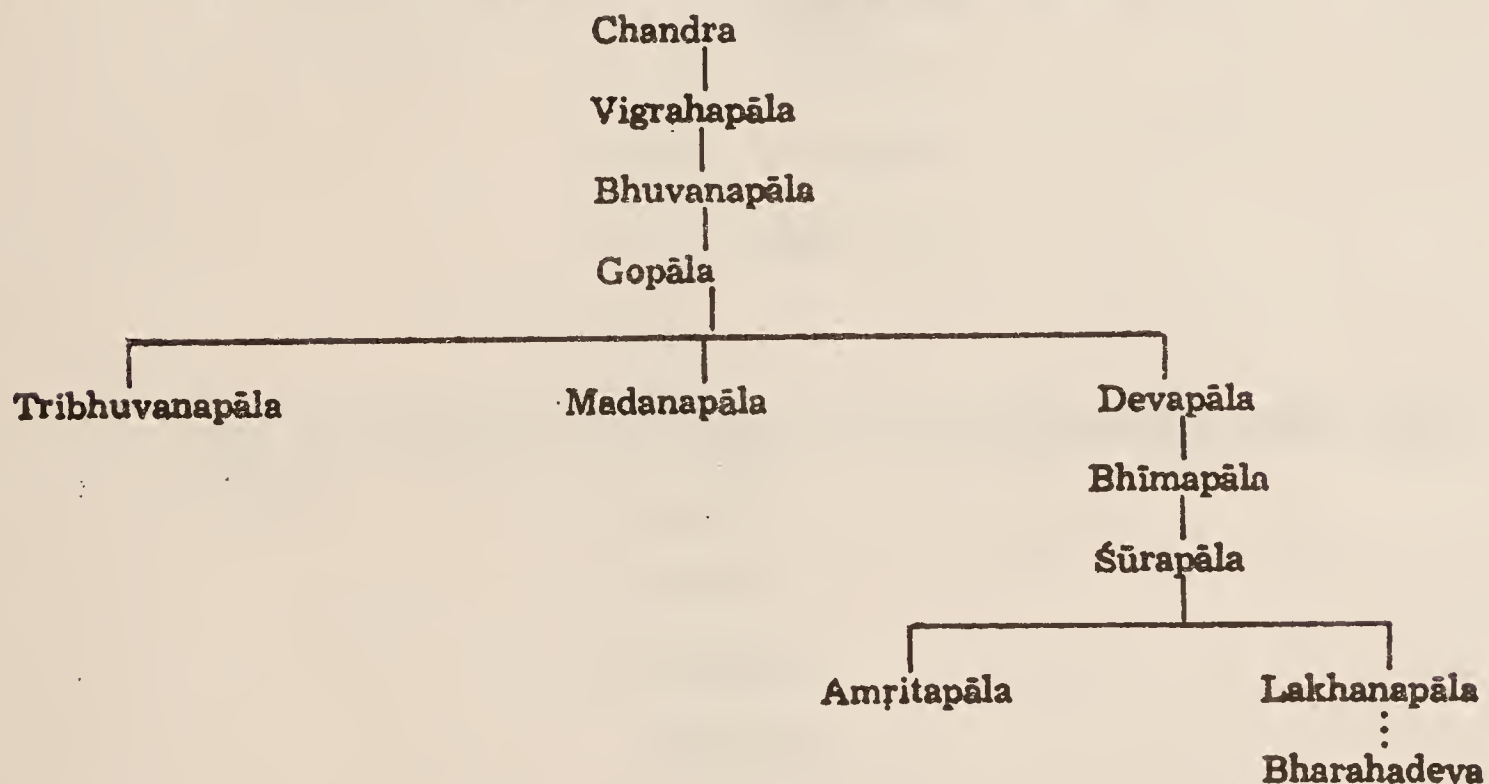 Chandra
Vigrahapāla
Bhuvanapāla
Gopāla
Tribhuvanapāla Madanapāla Devapāla
Bhīmapāla
Śūrapāla
Amṛitapāla Lakhanapāla
Bharahadeva